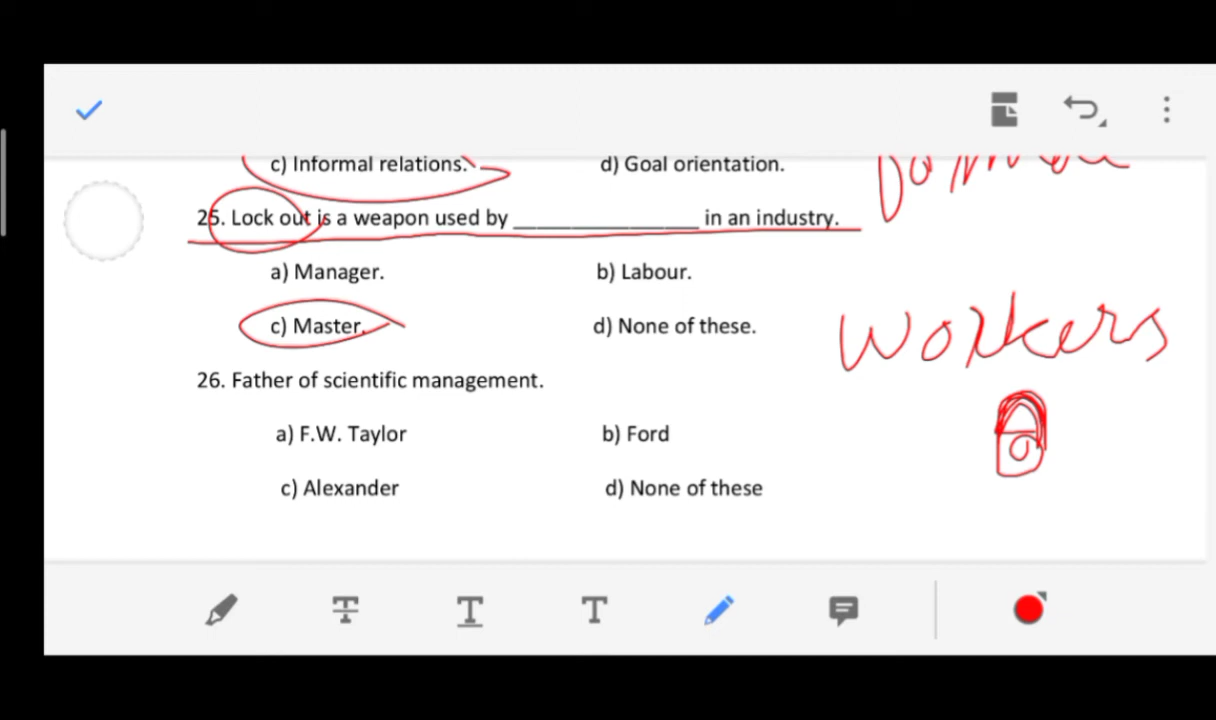 c) Informal relations. d) Goal orientation.
25. Lock out is a weapon used by ________________ in an industry.
a) Manager. b) Labour.
c) Master. d) None of these.
workers
26. Father of scientific management.
a) F.W. Taylor b) Ford
c) Alexander d) None of these
T T T